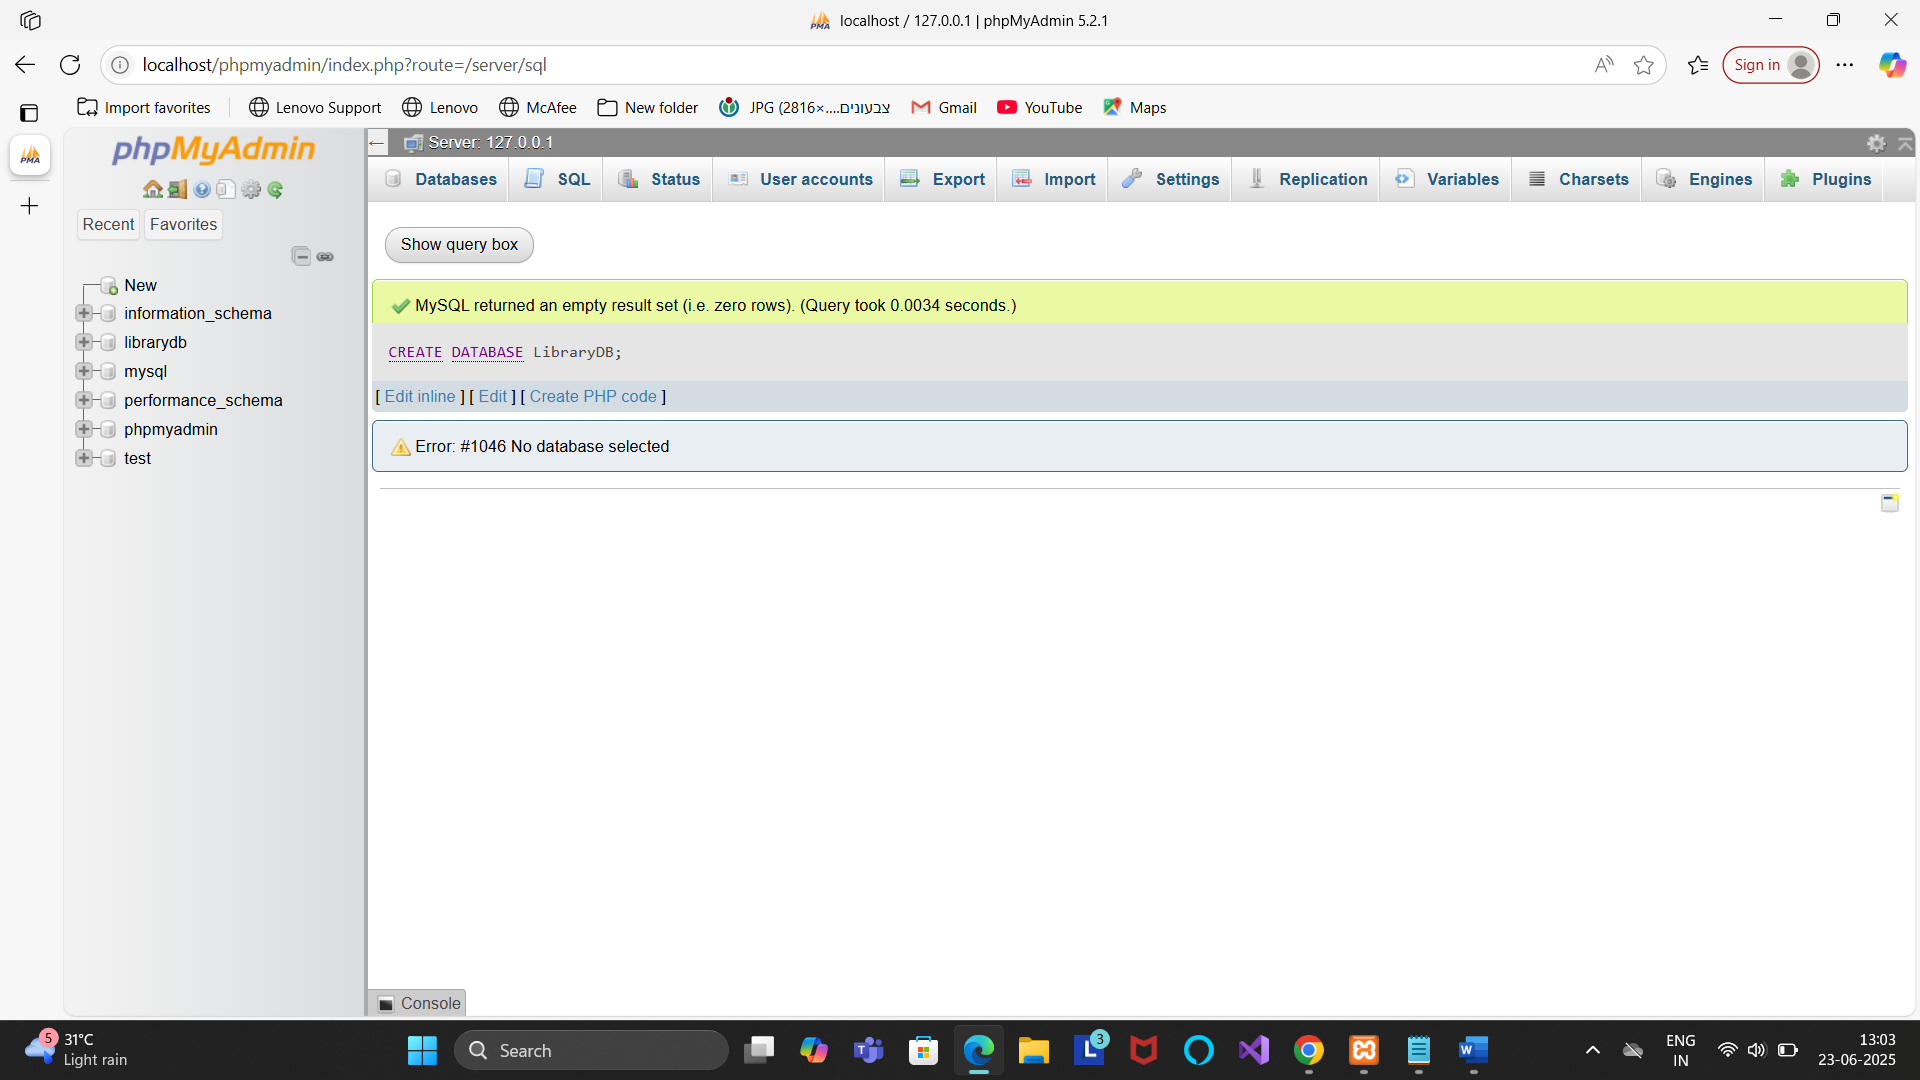 localhost / 127.0.0.1 | phpMyAdmin 5.2.1
localhost/phpmyadmin/index.php?route=/server/sql
Sign in
Import favorites
Lenovo Support
Lenovo
McAfee
New folder
JPG (2816×....צבעונים
Gmail
YouTube
Maps
PMA
phpMyAdmin
Recent
Favorites
New
information_schema
librarydb
mysql
performance_schema
phpmyadmin
test
Server: 127.0.0.1
Databases
SQL
Status
User accounts
Export
Import
Settings
Replication
Variables
Charsets
Engines
Plugins
Show query box
MySQL returned an empty result set (i.e. zero rows). (Query took 0.0034 seconds.)
CREATE DATABASE LibraryDB;
[ Edit inline ] [ Edit ] [ Create PHP code ]
Error: #1046 No database selected
Console
5
31°C
Light rain
Search
3
ENG
IN
13:03
23-06-2025